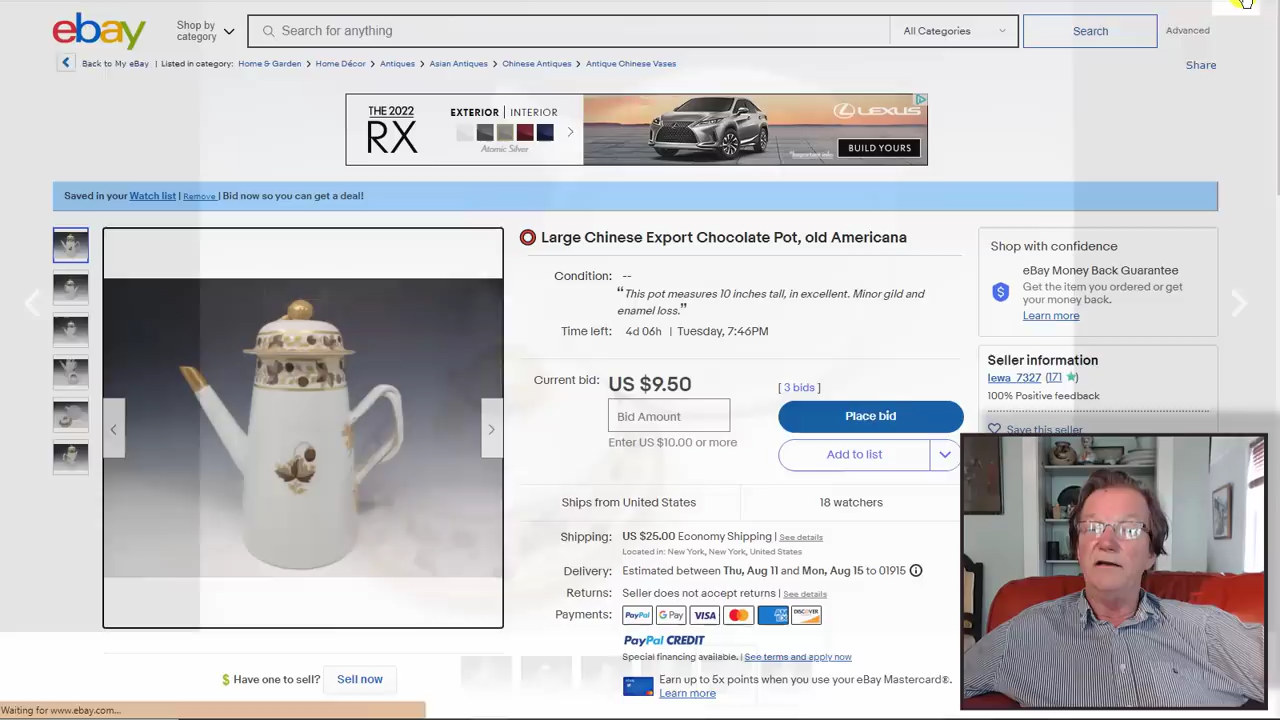 ebay
Shop by
category
Search for anything
All Categories
Search
Advanced
Back to My eBay | Listed in category: Home & Garden > Home Décor > Antiques > Asian Antiques > Chinese Antiques > Antique Chinese Vases
Share
THE 2022
RX
EXTERIOR | INTERIOR
Atomic Silver
LEXUS
BUILD YOURS
Saved in your Watch list | Remove | Bid now so you can get a deal!
Large Chinese Export Chocolate Pot, old Americana
Condition: --
“This pot measures 10 inches tall, in excellent. Minor gild and
enamel loss.”
Time left: 4d 06h | Tuesday, 7:46PM
Current bid: US $9.50 [ 3 bids ]
Bid Amount
Place bid
Enter US $10.00 or more
Add to list
Ships from United States
18 watchers
Shipping: US $25.00 Economy Shipping | See details
Located in: New York, New York, United States
Delivery: Estimated between Thu, Aug 11 and Mon, Aug 15 to 01915
Returns: Seller does not accept returns | See details
Payments: PayPal G Pay VISA DISCOVER
PayPal CREDIT
Special financing available. | See terms and apply now
Earn up to 5x points when you use your eBay Mastercard®.
Learn more
Shop with confidence
eBay Money Back Guarantee
Get the item you ordered or get
your money back.
Learn more
Seller information
lewa_7327 (171 )
100% Positive feedback
Save this seller
$ Have one to sell? Sell now
Waiting for www.ebay.com...